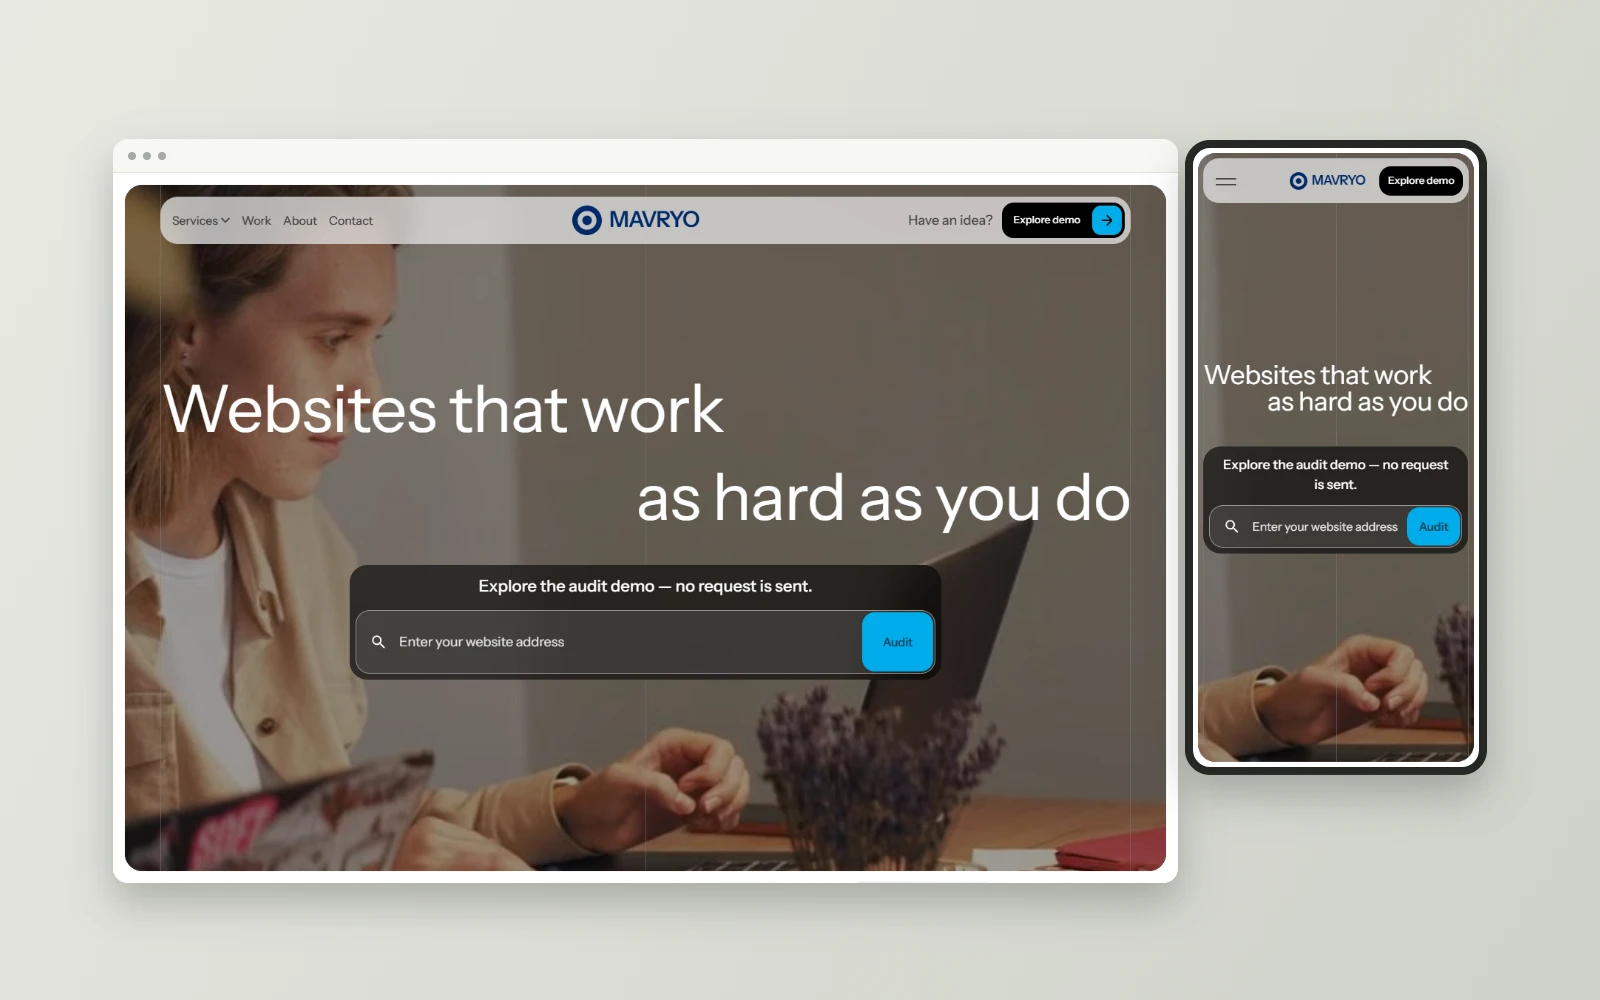 Services Work About Contact
MAVRYO
Have an idea? Explore demo
Websites that work
as hard as you do
Explore the audit demo — no request is sent.
Enter your website address
Audit
MAVRYO
Explore demo
Websites that work
as hard as you do
Explore the audit demo — no request
is sent.
Enter your website address
Audit